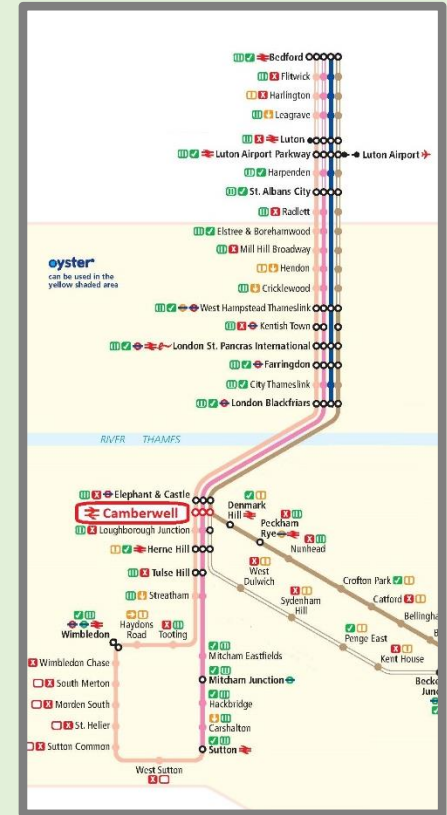 Bedford
Flitwick
Harlington
Leagrave
Luton
Luton Airport Parkway
Luton Airport
Harpenden
St. Albans City
Radlett
Elstree & Borehamwood
Mill Hill Broadway
oyster
can be used in the
yellow shaded area
Hendon
Cricklewood
West Hampstead Thameslink
Kentish Town
London St. Pancras International
Farringdon
City Thameslink
London Blackfriars
RIVER THAMES
Elephant & Castle
Camberwell
Loughborough Junction
Denmark
Hill
Peckham
Rye
Nunhead
Herne Hill
Tulse Hill
West
Dulwich
Crofton Park
Catford
Streatham
Sydenham
Hill
Bellingha
Wimbledon
Haydons
Road
Tooting
Penge East
B
Kent House
Wimbledon Chase
Mitcham Eastfields
South Merton
Mitcham Junction
Becke
Jun
Morden South
Hackbridge
St. Helier
Carshalton
Sutton Common
Sutton
West Sutton